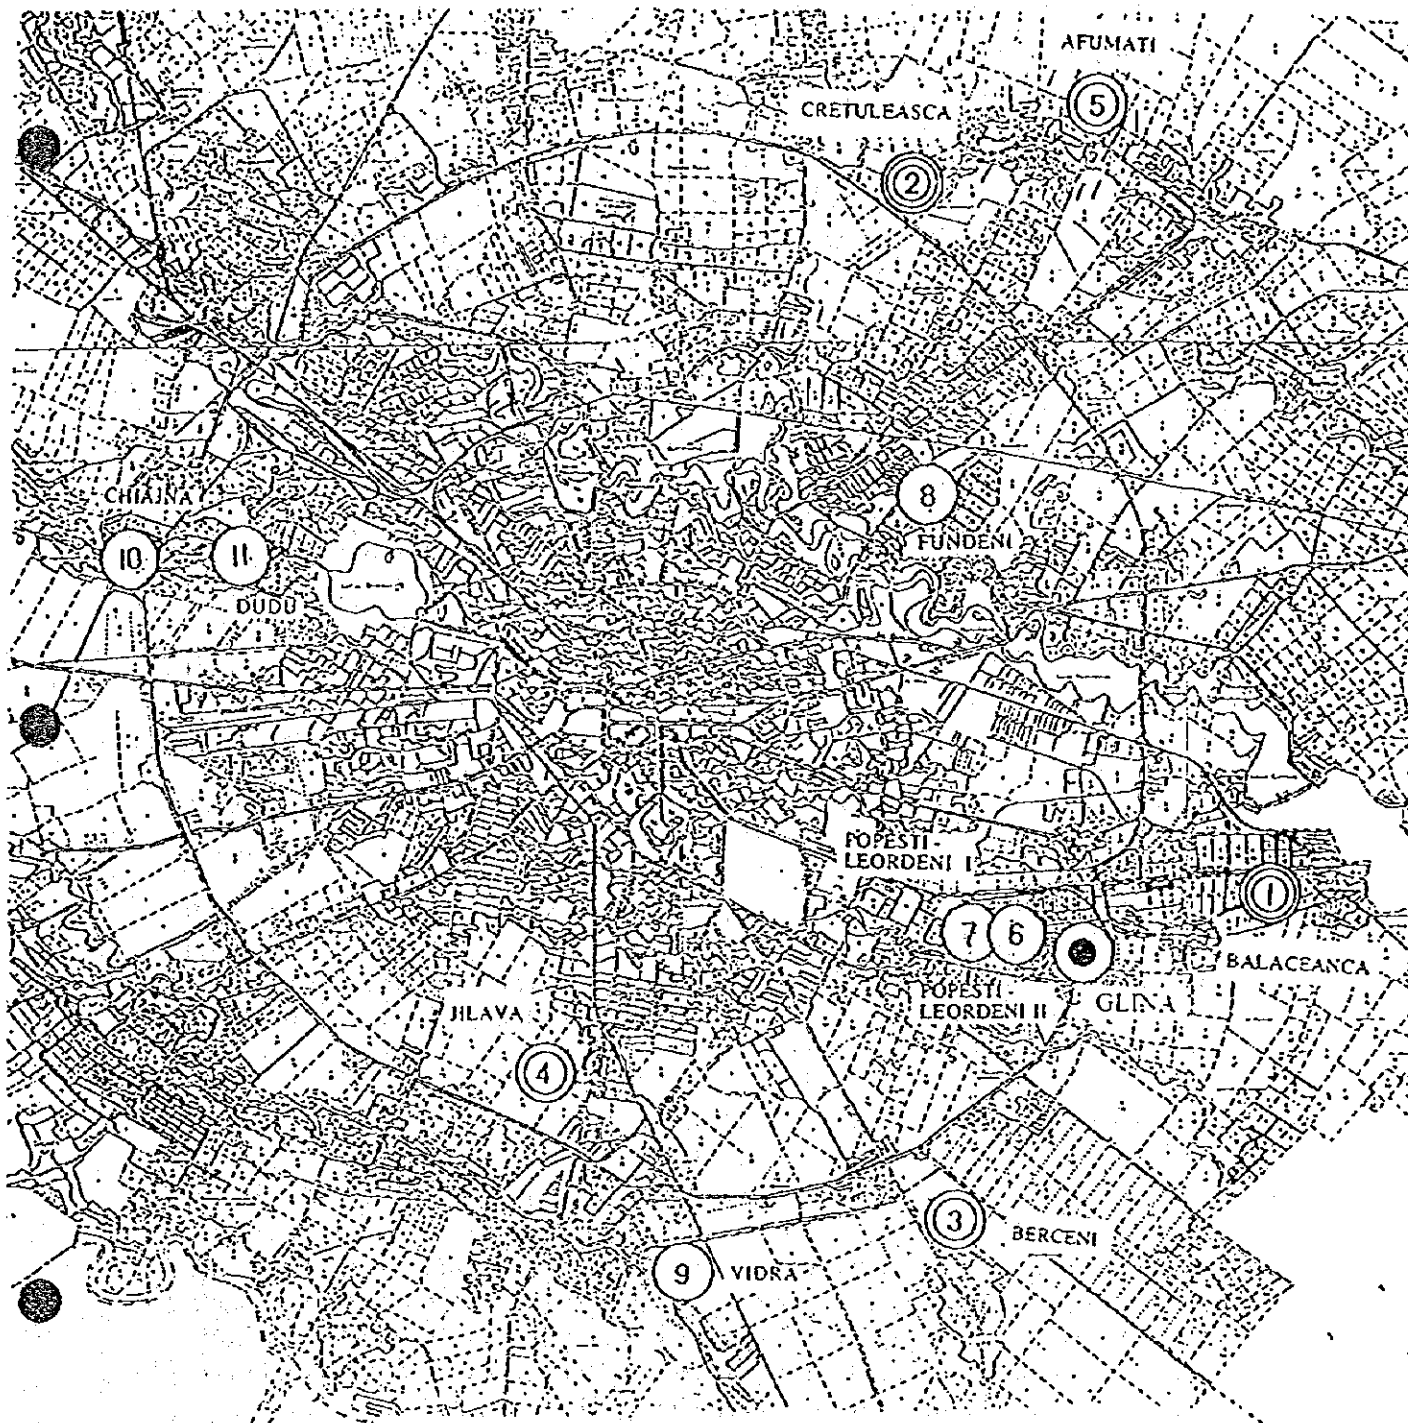 AFUMATI
5
CRETULEASCA
2
8
FUNDENI
CHIAJNA
10
11
DUDU
POPESTI-
LEORDENI I
1
7
6
BALACEANCA
POPESTI
LEORDENI II
GLINA
JILAVA
4
3
BERCENI
9
VIDRA